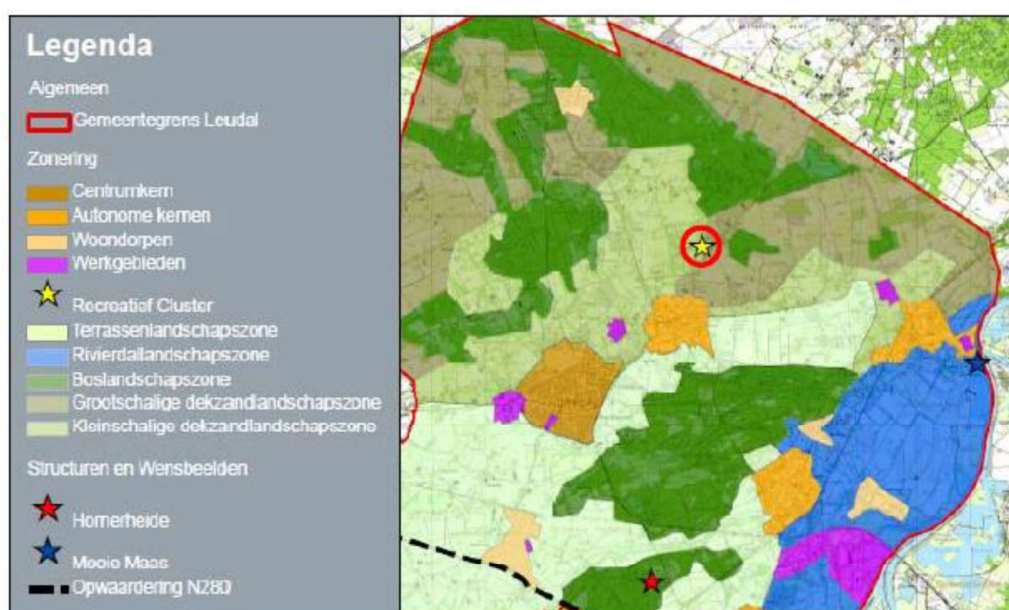 Legenda
Algemeen
Gemeentegrens Leudal
Zonering
Centrumkern
Autonome kernen
Woondorpen
Werkgebieden
Recreatief Cluster
Terrassenlandschapszone
Rivierdallandschapszone
Boslandschapszone
Grootschalige dekzandlandschapszone
Kleinschalige dekzandlandschapszone
Structuren en Wensbeelden
Hornerheide
Mooie Maas
Opwaardering N280